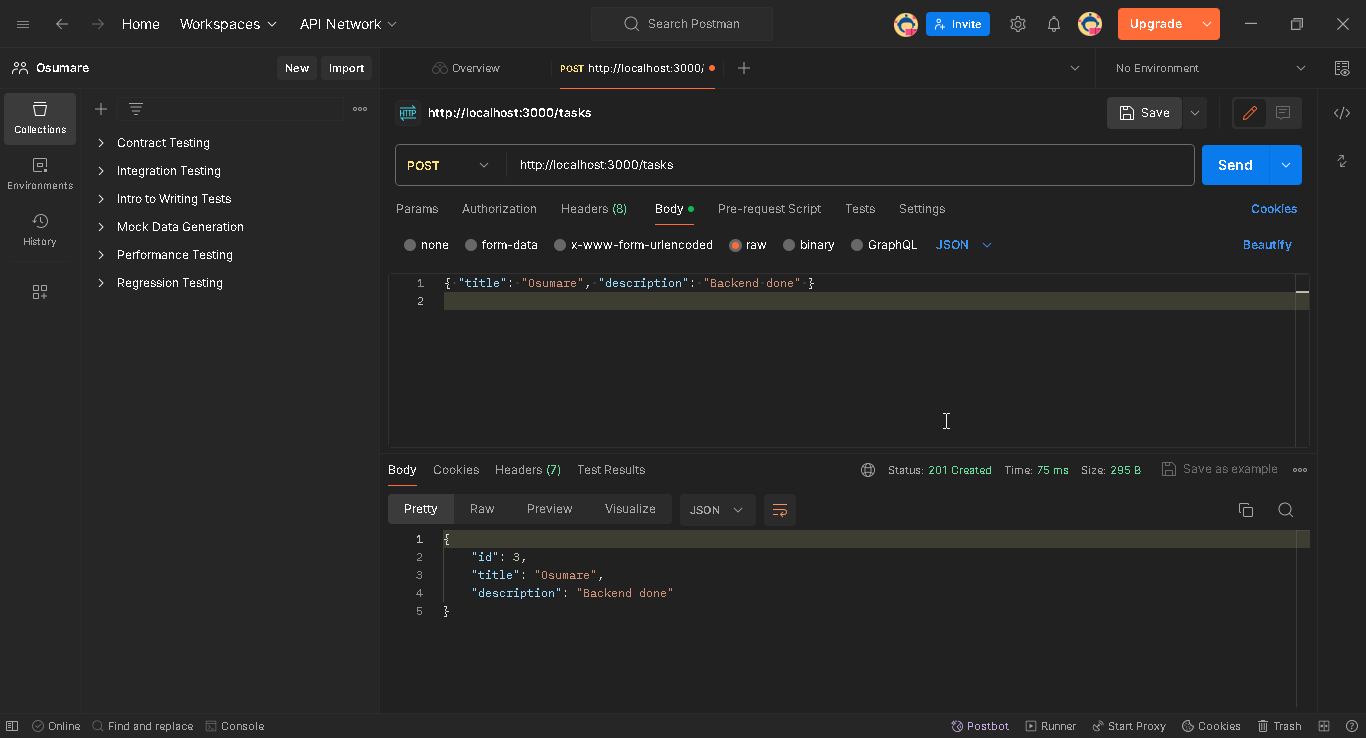 Home Workspaces API Network Search Postman Invite Upgrade
Osumare New Import Overview POST http://localhost:3000/ No Environment
Collections
Environments
History
Contract Testing
Integration Testing
Intro to Writing Tests
Mock Data Generation
Performance Testing
Regression Testing
HTTP http://localhost:3000/tasks Save
POST http://localhost:3000/tasks Send
Params Authorization Headers (8) Body Pre-request Script Tests Settings Cookies
none form-data x-www-form-urlencoded raw binary GraphQL JSON Beautify
1 { "title": "Osumare", "description": "Backend done" }
2
Body Cookies Headers (7) Test Results Status: 201 Created Time: 75 ms Size: 295 B Save as example
Pretty Raw Preview Visualize JSON
1 {
2 "id": 3,
3 "title": "Osumare",
4 "description": "Backend done"
5 }
Online Find and replace Console Postbot Runner Start Proxy Cookies Trash